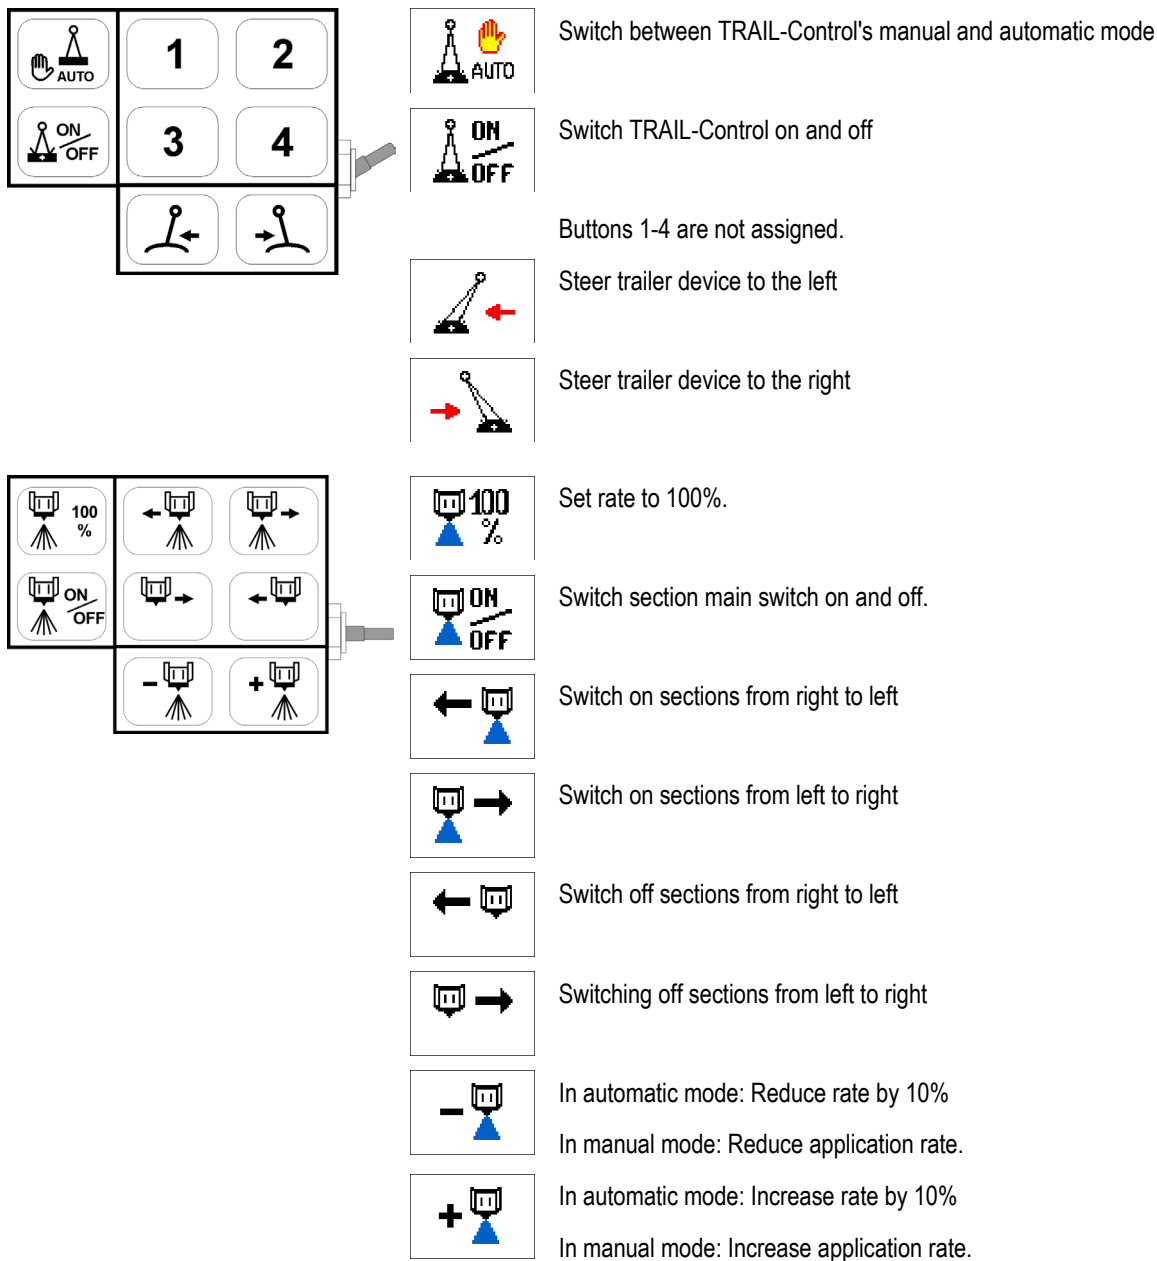 AUTO
1
2
ON
OFF
3
4
AUTO
Switch between TRAIL-Control's manual and automatic mode
ON
OFF
Switch TRAIL-Control on and off
Buttons 1-4 are not assigned.
Steer trailer device to the left
Steer trailer device to the right
100
%
ON
OFF
-
+
100
%
Set rate to 100%.
ON
OFF
Switch section main switch on and off.
Switch on sections from right to left
Switch on sections from left to right
Switch off sections from right to left
Switching off sections from left to right
-
In automatic mode: Reduce rate by 10%
In manual mode: Reduce application rate.
+
In automatic mode: Increase rate by 10%
In manual mode: Increase application rate.